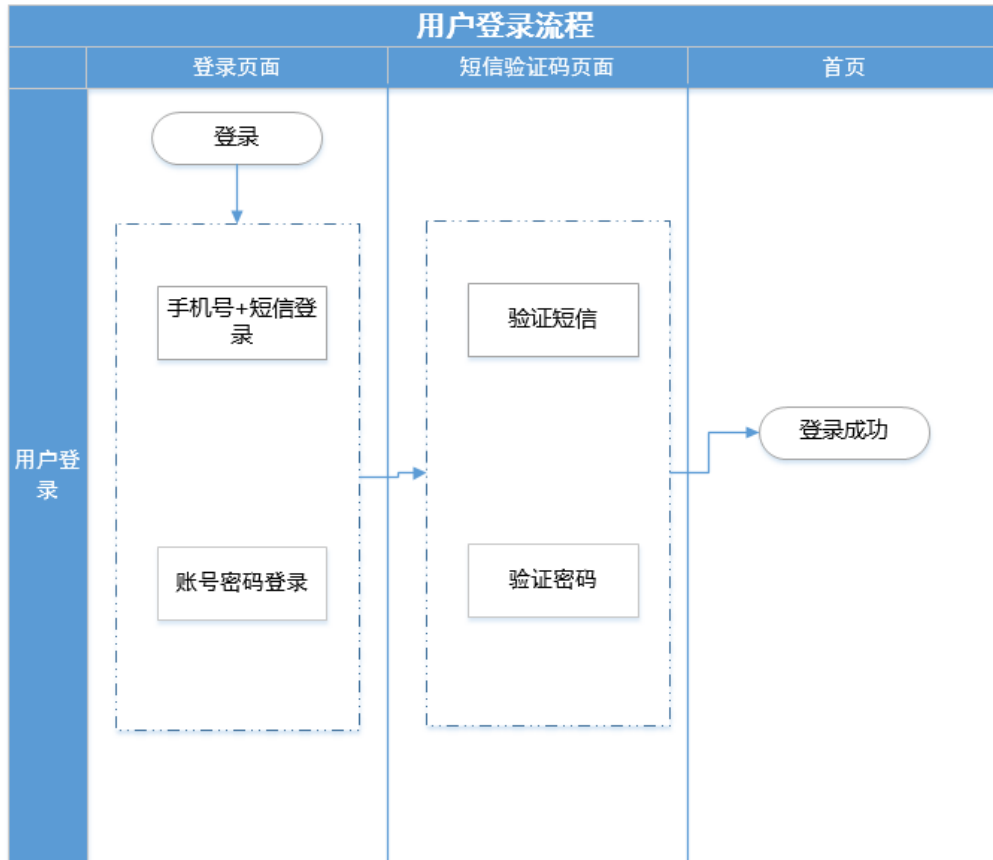 用户登录流程
登录页面
短信验证码页面
首页
登录
手机号+短信登
录
验证短信
登录成功
用户登
录
账号密码登录
验证密码